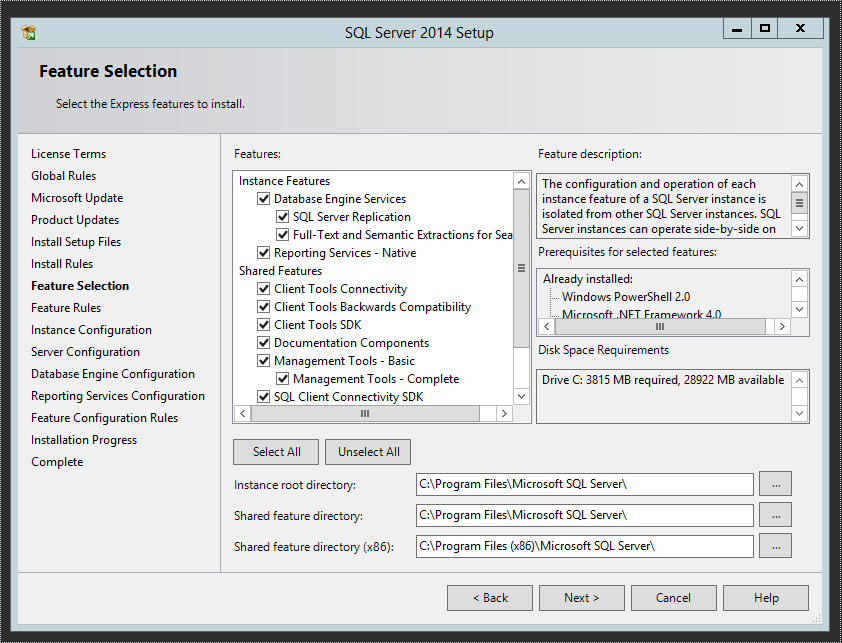 SQL Server 2014 Setup
Feature Selection
Select the Express features to install.
License Terms
Global Rules
Microsoft Update
Product Updates
Install Setup Files
Install Rules
Feature Selection
Feature Rules
Instance Configuration
Server Configuration
Database Engine Configuration
Reporting Services Configuration
Feature Configuration Rules
Installation Progress
Complete
Features:
Instance Features
Database Engine Services
SQL Server Replication
Full-Text and Semantic Extractions for Sea
Reporting Services - Native
Shared Features
Client Tools Connectivity
Client Tools Backwards Compatibility
Client Tools SDK
Documentation Components
Management Tools - Basic
Management Tools - Complete
SQL Client Connectivity SDK
Feature description:
The configuration and operation of each
instance feature of a SQL Server instance is
isolated from other SQL Server instances. SQL
Server instances can operate side-by-side on
Prerequisites for selected features:
Already installed:
Windows PowerShell 2.0
Microsoft .NET Framework 4.0
Disk Space Requirements
Drive C: 3815 MB required, 28922 MB available
Select All
Unselect All
Instance root directory:
C:\Program Files\Microsoft SQL Server\
...
Shared feature directory:
C:\Program Files\Microsoft SQL Server\
...
Shared feature directory (x86):
C:\Program Files (x86)\Microsoft SQL Server\
...
< Back
Next >
Cancel
Help